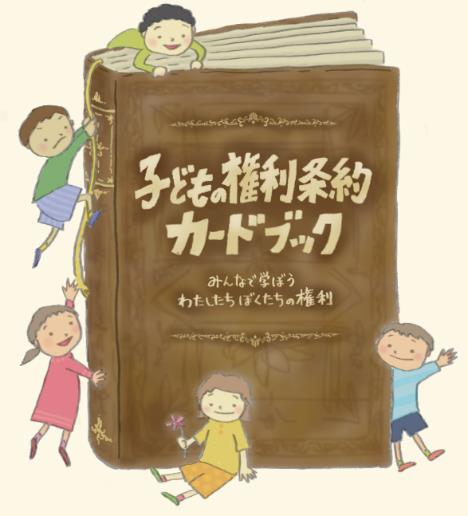 子どもの権利条約
カードブック
みんなで学ぼう
わたしたち ぼくたちの権利